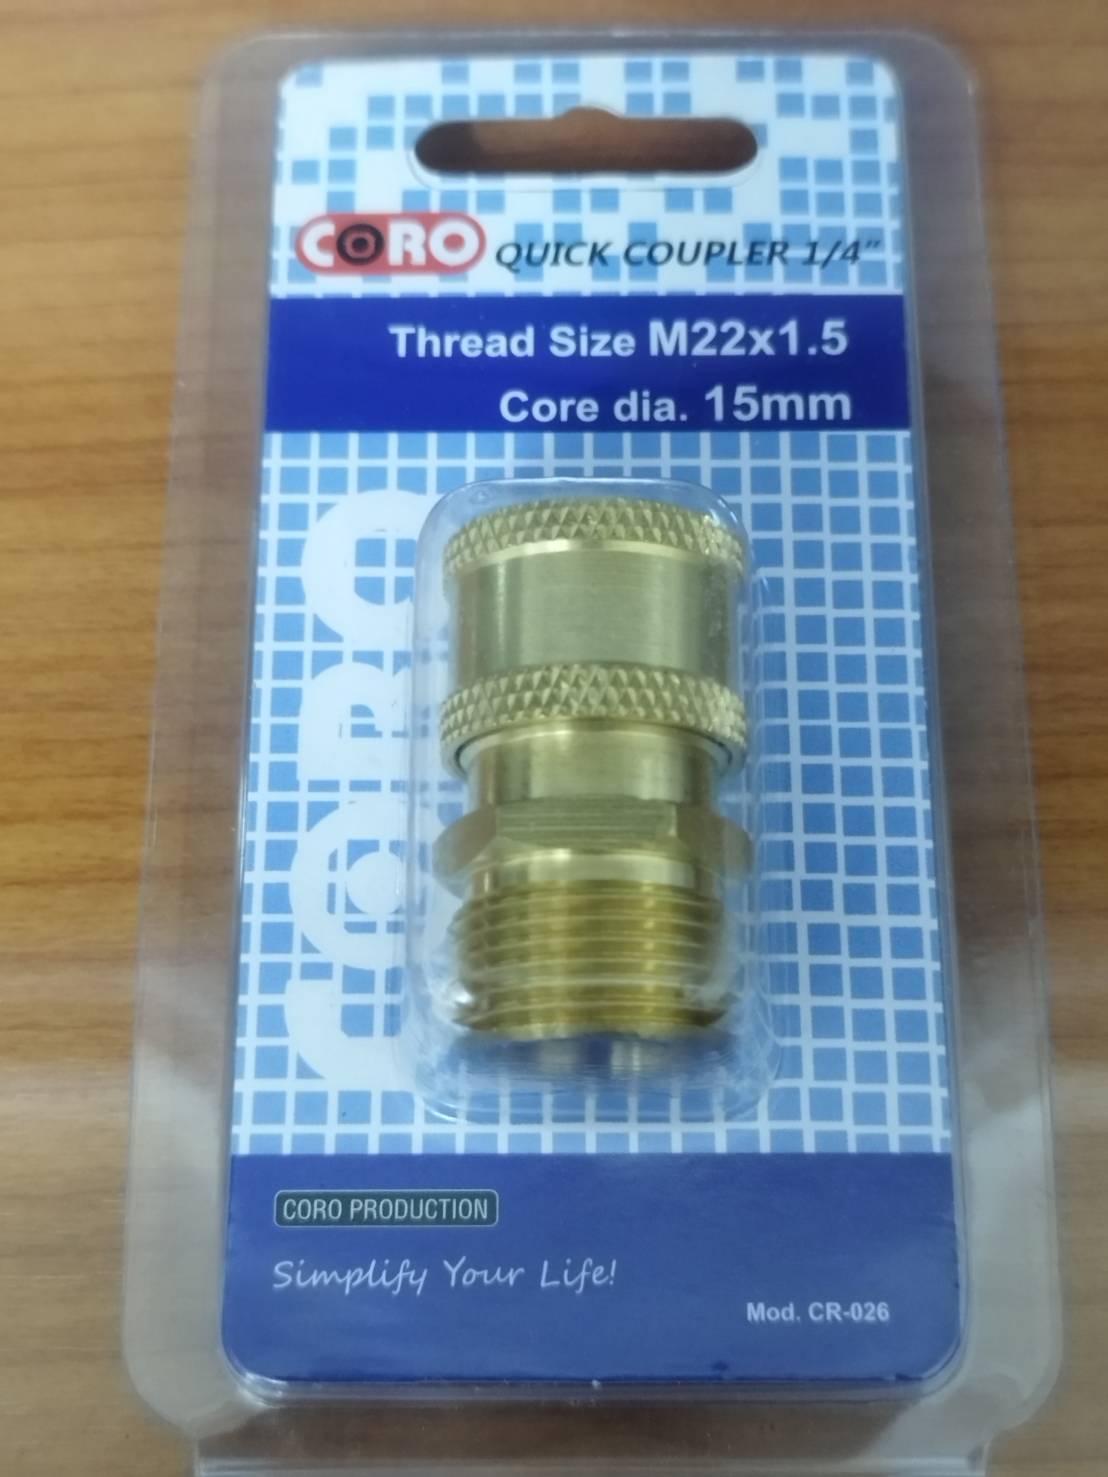 CORO QUICK COUPLER 1/4"
Thread Size M22x1.5
Core dia. 15mm
CORO
CORO PRODUCTION
Simplify Your Life!
Mod. CR-026